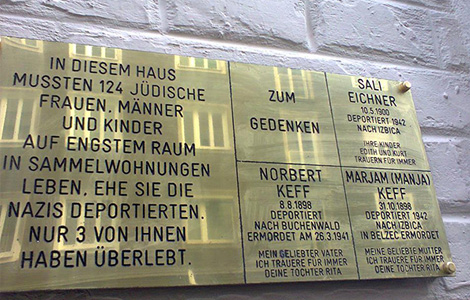 IN DIESEM HAUS
MUSSTEN 124 JÜDISCHE
FRAUEN, MÄNNER
UND KINDER
AUF ENGSTEM RAUM
IN SAMMELWOHNUNGEN
LEBEN, EHE SIE DIE
NAZIS DEPORTIERTEN.
NUR 3 VON IHNEN
HABEN ÜBERLEBT.
ZUM
GEDENKEN
SALI
EICHNER
10.5.1900
DEPORTIERT 1942
NACH IZBICA
IHRE KINDER
EDITH UND KURT
TRAUERN FÜR IMMER
NORBERT
KEFF
8.8.1898
DEPORTIERT
NACH BUCHENWALD
ERMORDET AM 26.3.1941
MEIN GELIEBTER VATER
ICH TRAUERE FÜR IMMER
DEINE TOCHTER RITA
MARJAM (MANJA)
KEFF
31.10.1898
DEPORTIERT 1942
NACH IZBICA
IN BELZEC ERMORDET
MEINE GELIEBTE MUTTER
ICH TRAUERE FÜR IMMER
DEINE TOCHTER RITA